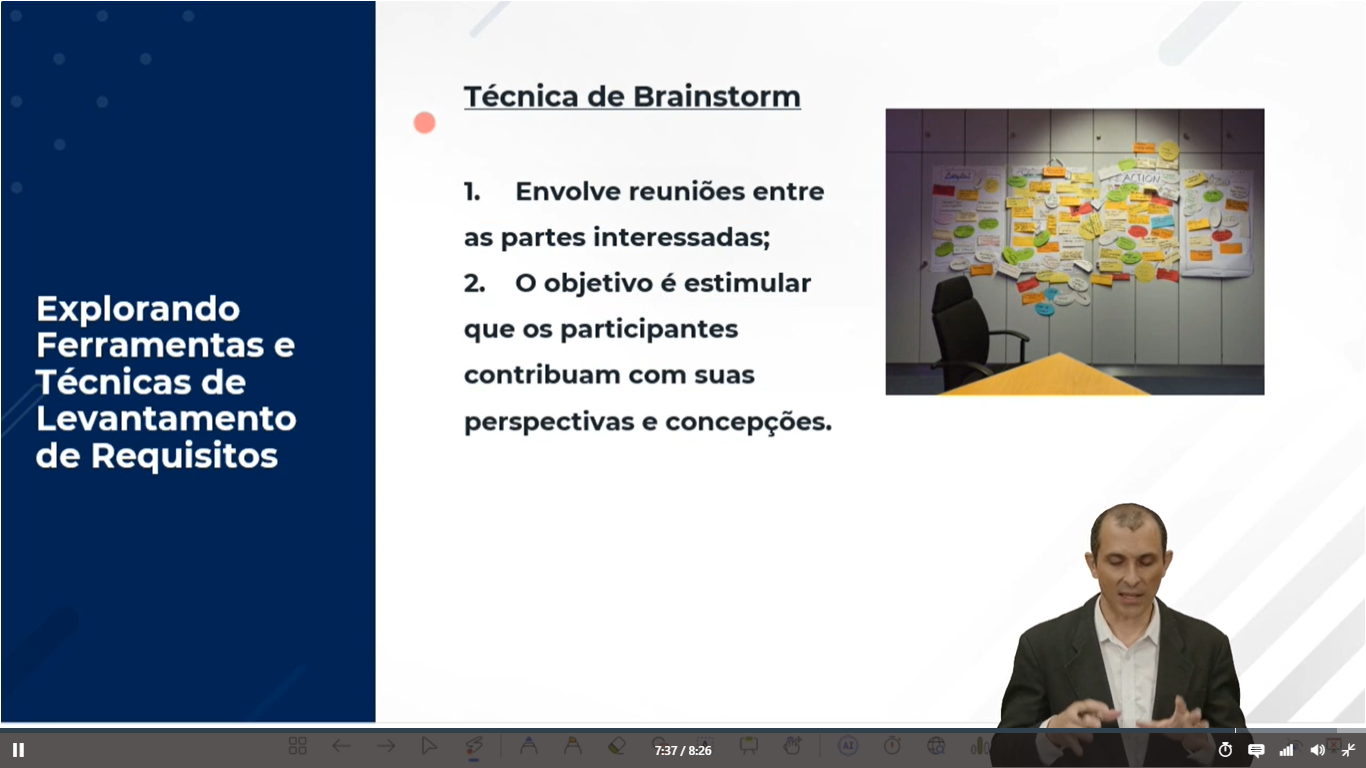 Explorando
Ferramentas e
Técnicas de
Levantamento
de Requisitos
Técnica de Brainstorm
1. Envolve reuniões entre
as partes interessadas;
2. O objetivo é estimular
que os participantes
contribuam com suas
perspectivas e concepções.
AI
7:37 / 8:26